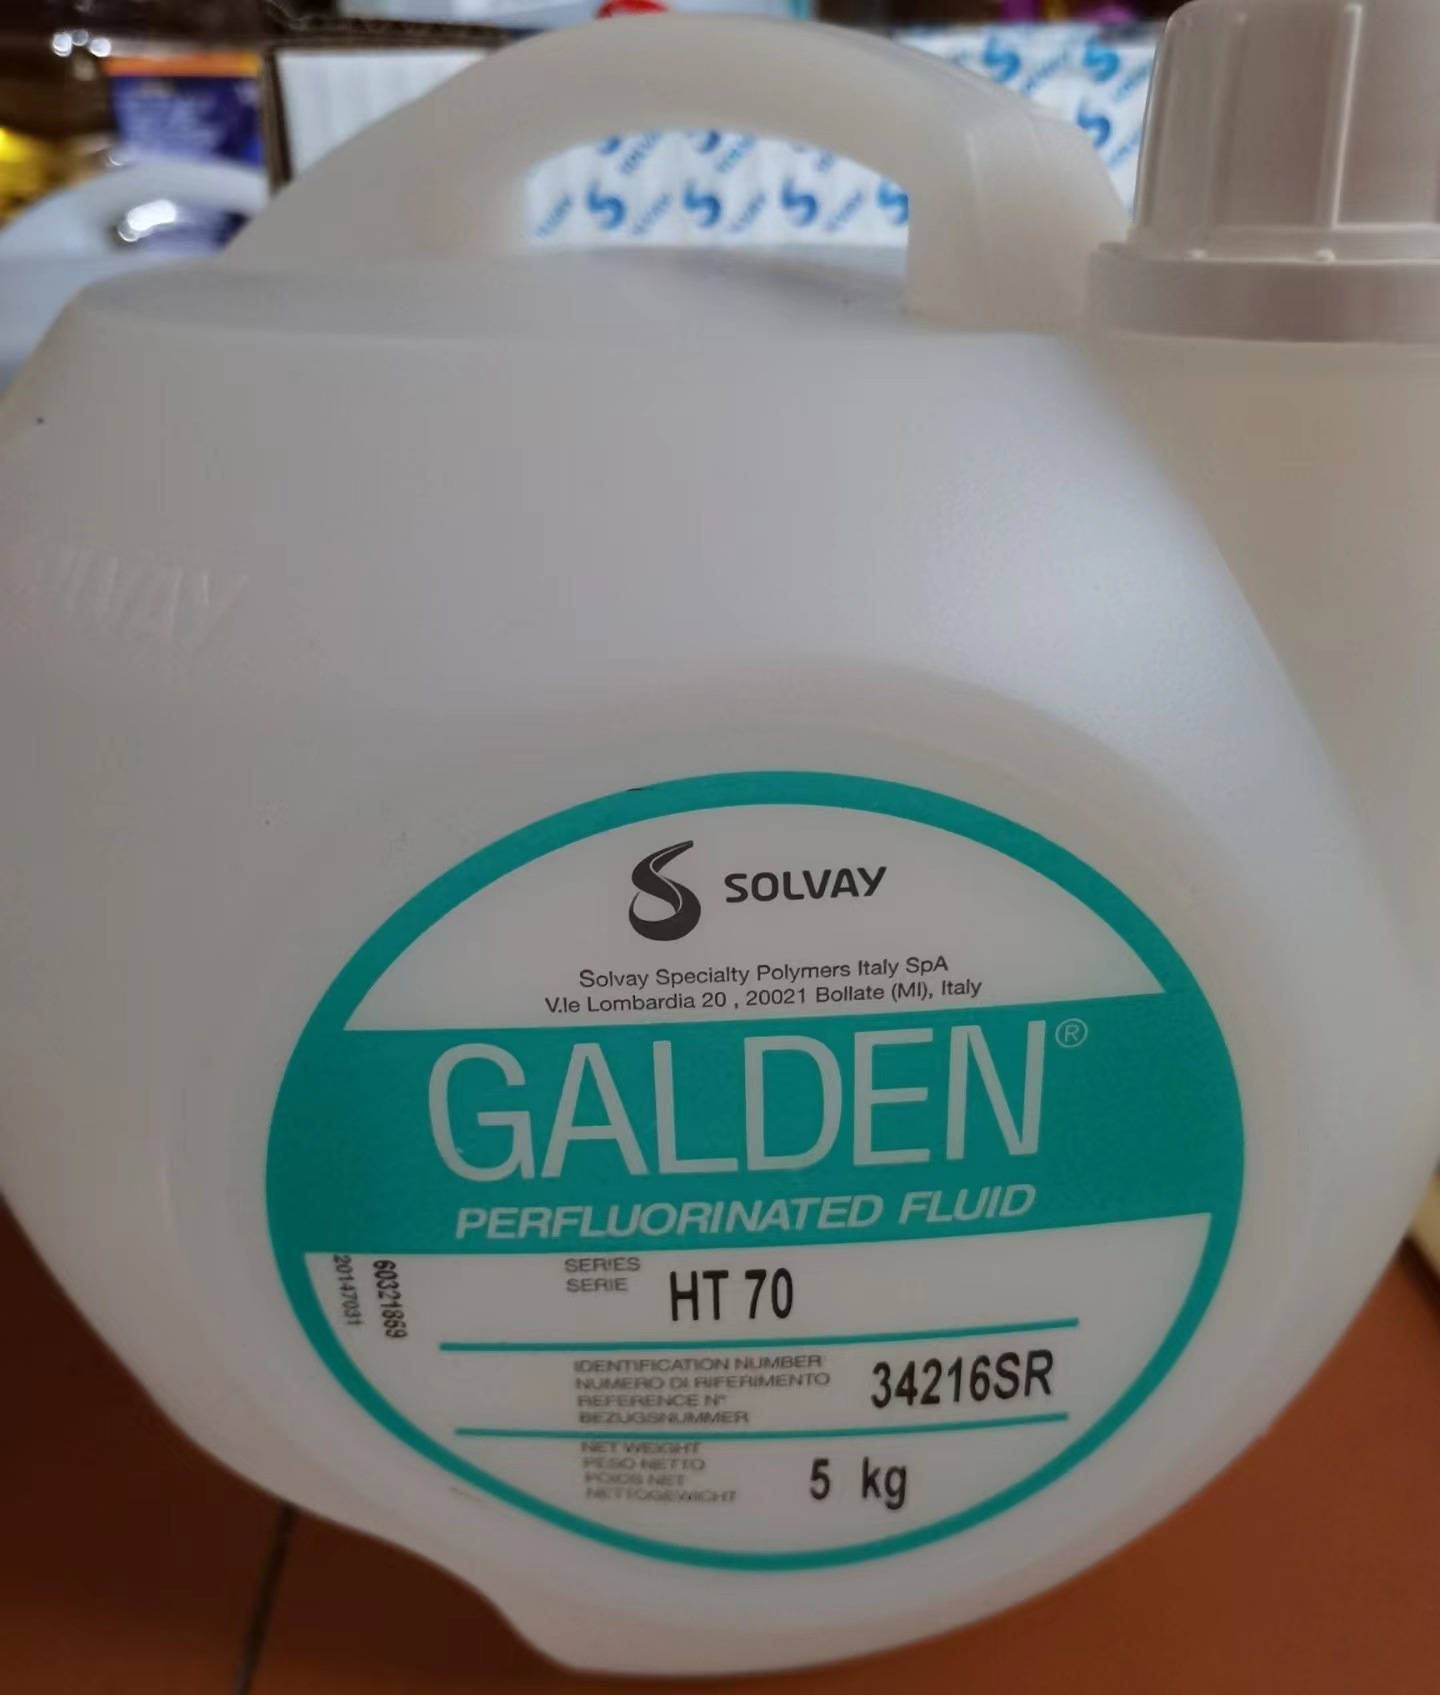 SOLVAY
Solvay Specialty Polymers Italy SpA
V.le Lombardia 20 , 20021 Bollate (MI), Italy
GALDEN®
PERFLUORINATED FLUID
60321869
20147031
SERIES
SERIE
HT 70
IDENTIFICATION NUMBER
NUMERO DI RIFERIMENTO
REFERENCE N°
BEZUGSNUMMER
34216SR
NET WEIGHT
PESO NETTO
POIDS NET
NETTOGEWICHT
5 kg